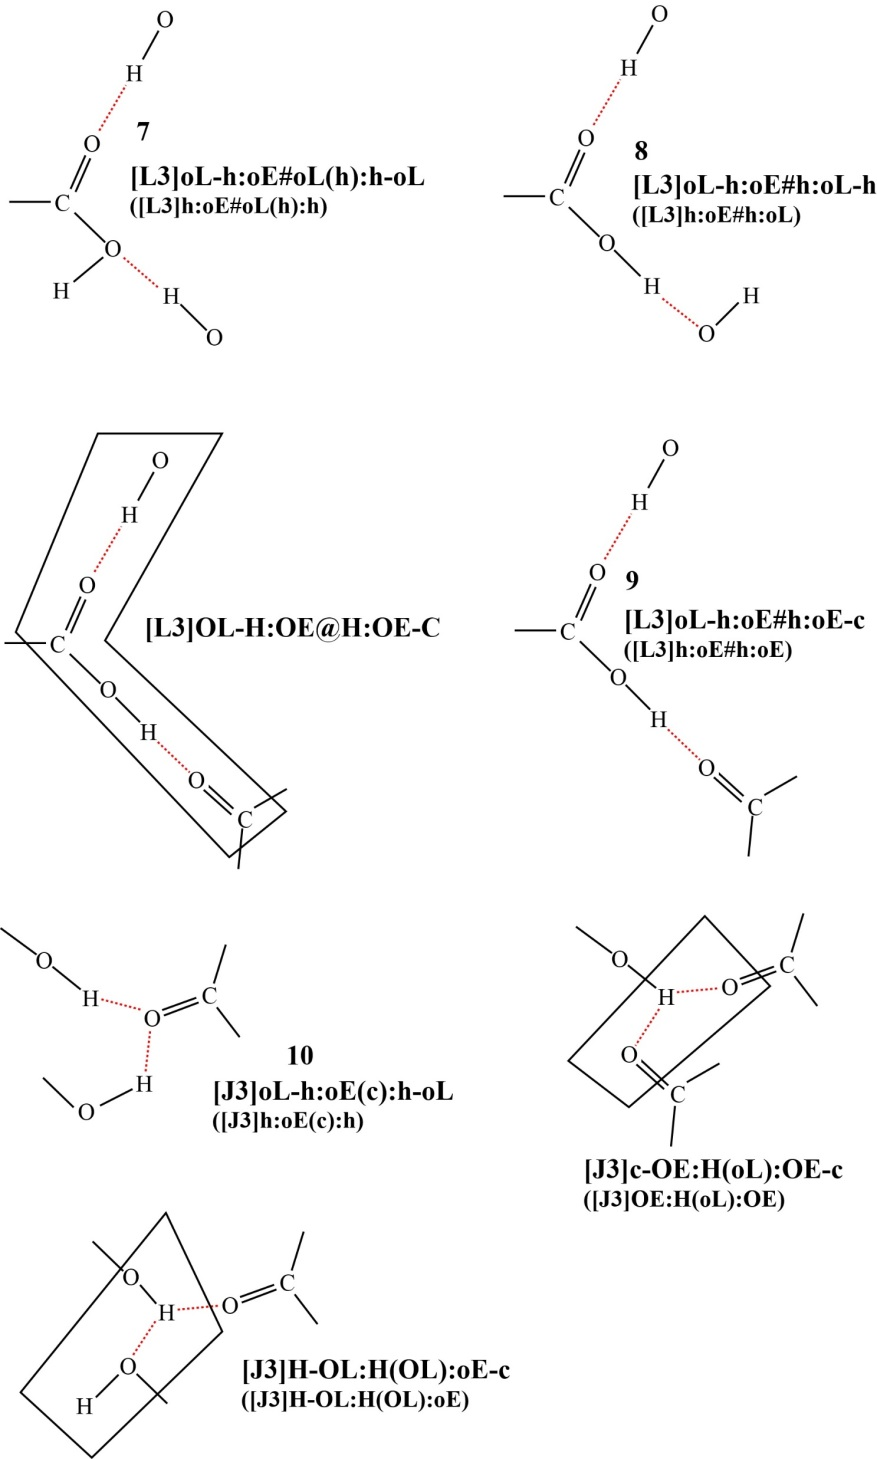 O
H
O
C
O
H
H
O
7
[L3]oL-h:oE#oL(h):h-oL
([L3]h:oE#oL(h):h)
O
H
O
C
O
H
H
O
8
[L3]oL-h:oE#h:oL-h
([L3]h:oE#h:oL)
O
H
O
C
O
H
O
C
[L3]OL-H:OE@H:OE-C
O
H
O
C
O
H
O
C
9
[L3]oL-h:oE#h:oE-c
([L3]h:oE#h:oE)
O
H
O
C
H
O
10
[J3]oL-h:oE(c):h-oL
([J3]h:oE(c):h)
O
H
O
C
O
C
[J3]c-OE:H(oL):OE-c
([J3]OE:H(oL):OE)
O
H
O
C
O
H
[J3]H-OL:H(OL):oE-c
([J3]H-OL:H(OL):oE)